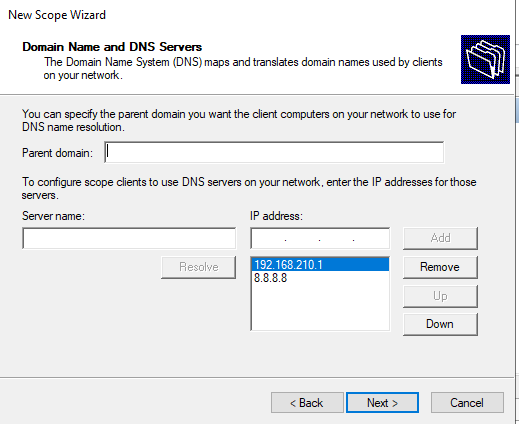 New Scope Wizard
Domain Name and DNS Servers
The Domain Name System (DNS) maps and translates domain names used by clients
on your network.
You can specify the parent domain you want the client computers on your network to use for
DNS name resolution.
Parent domain:
To configure scope clients to use DNS servers on your network, enter the IP addresses for those
servers.
Server name:
IP address:
. . .
Add
Resolve
192.168.210.1
Remove
8.8.8.8
Up
Down
< Back
Next >
Cancel